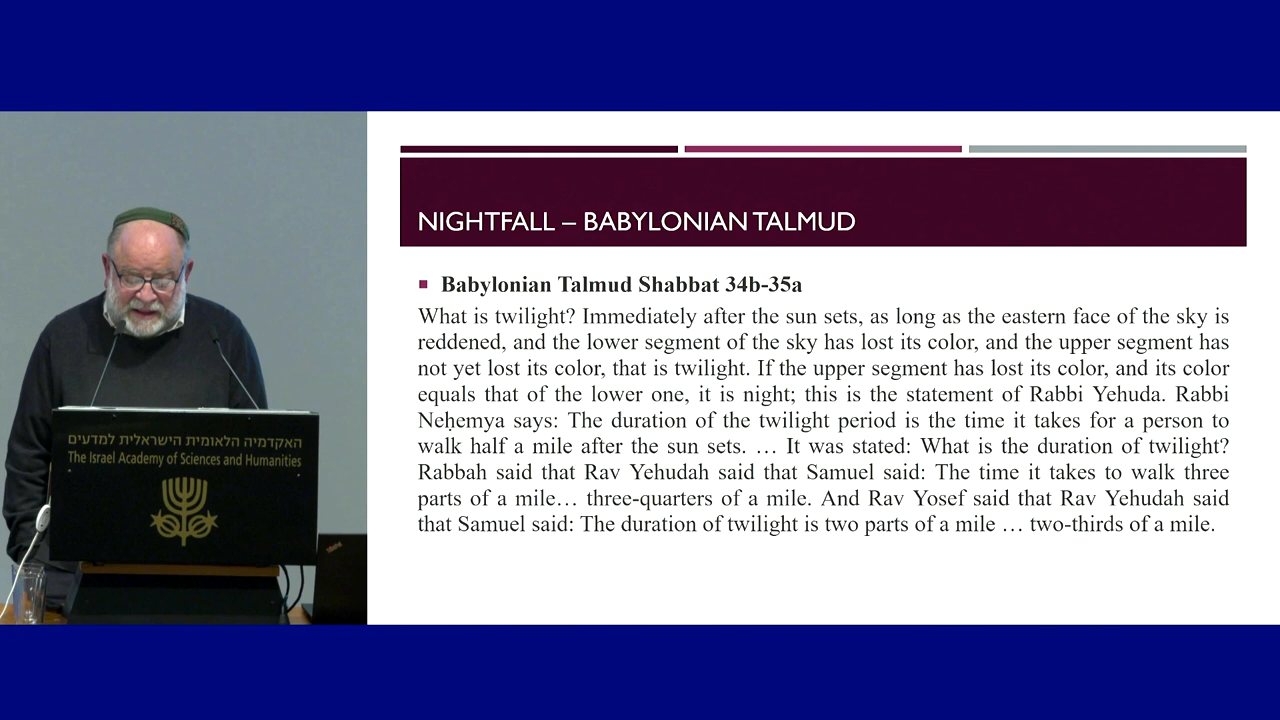 האקדמיה הלאומית הישראלית למדעים
The Israel Academy of Sciences and Humanities
NIGHTFALL – BABYLONIAN TALMUD
Babylonian Talmud Shabbat 34b-35a
What is twilight? Immediately after the sun sets, as long as the eastern face of the sky is
reddened, and the lower segment of the sky has lost its color, and the upper segment has
not yet lost its color, that is twilight. If the upper segment has lost its color, and its color
equals that of the lower one, it is night; this is the statement of Rabbi Yehuda. Rabbi
Neḥemya says: The duration of the twilight period is the time it takes for a person to
walk half a mile after the sun sets. … It was stated: What is the duration of twilight?
Rabbah said that Rav Yehudah said that Samuel said: The time it takes to walk three
parts of a mile… three-quarters of a mile. And Rav Yosef said that Rav Yehudah said
that Samuel said: The duration of twilight is two parts of a mile … two-thirds of a mile.